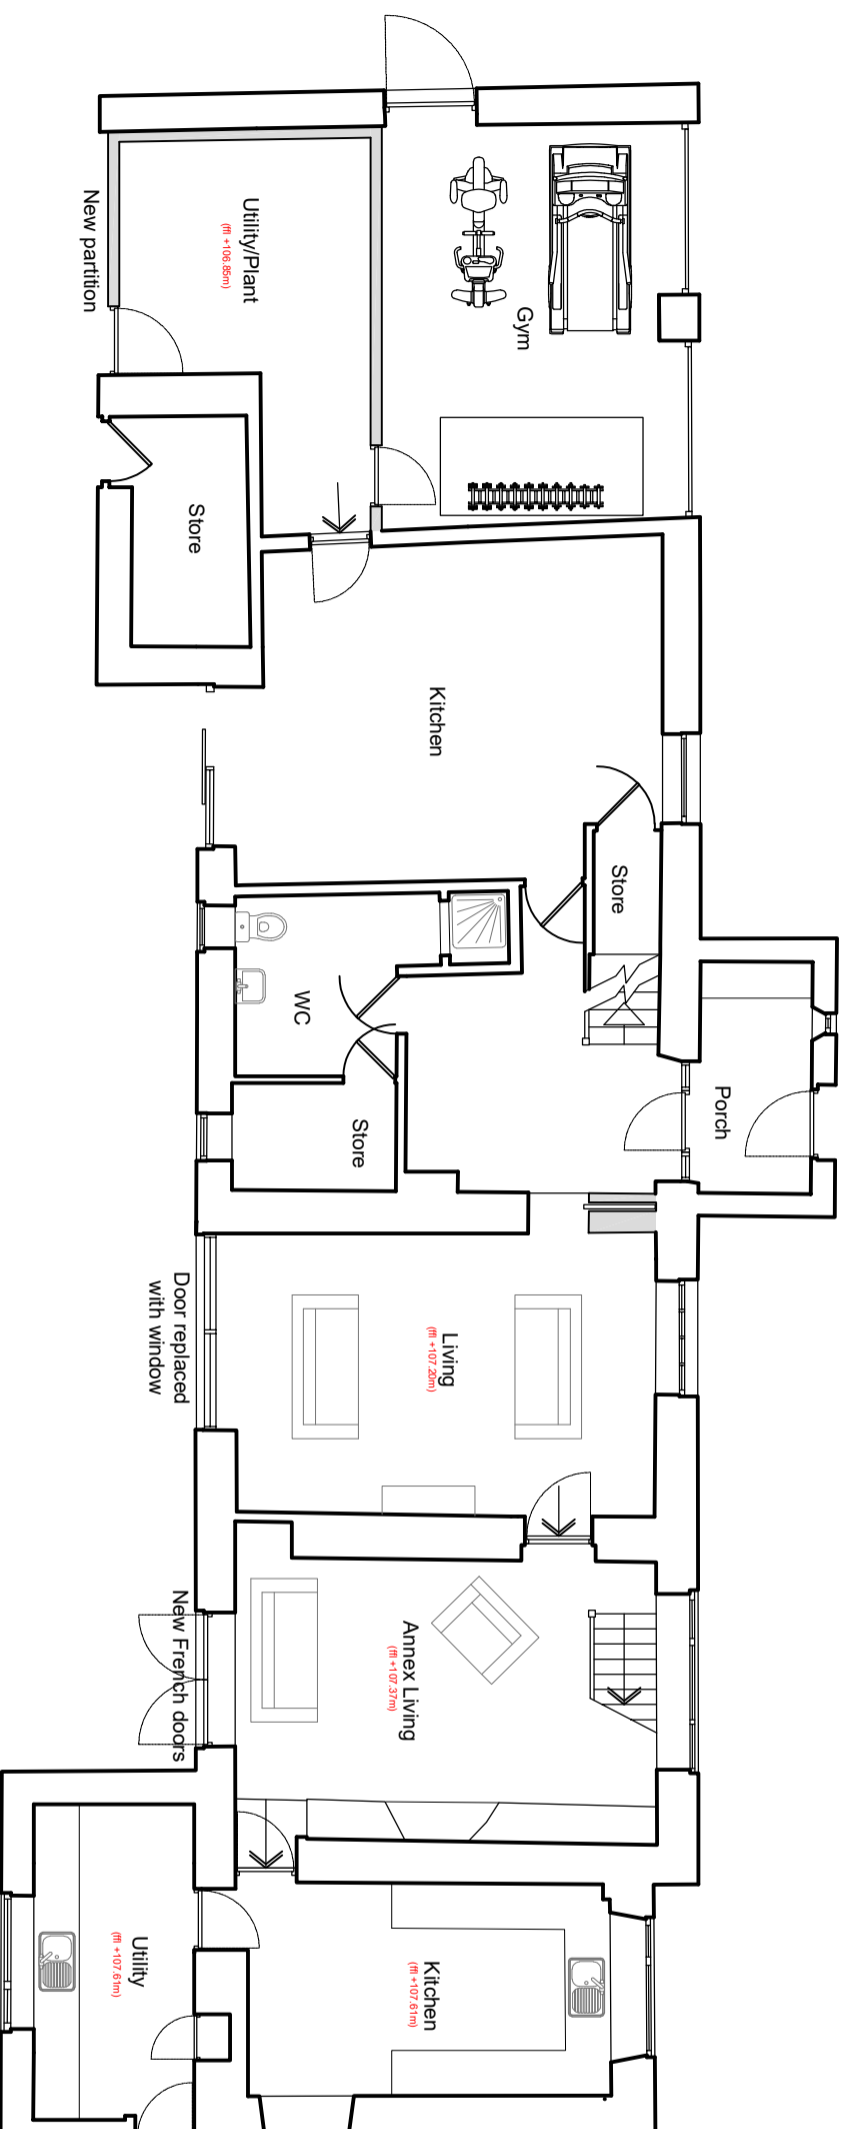 New partition
Utility/Plant
(ffl +106.85m)
Gym
Store
Kitchen
Store
WC
Store
Porch
Door replaced
with window
Living
(ffl +107.20m)
New French doors
Annex Living
(ffl +107.37m)
Utility
(ffl +107.61m)
Kitchen
(ffl +107.61m)